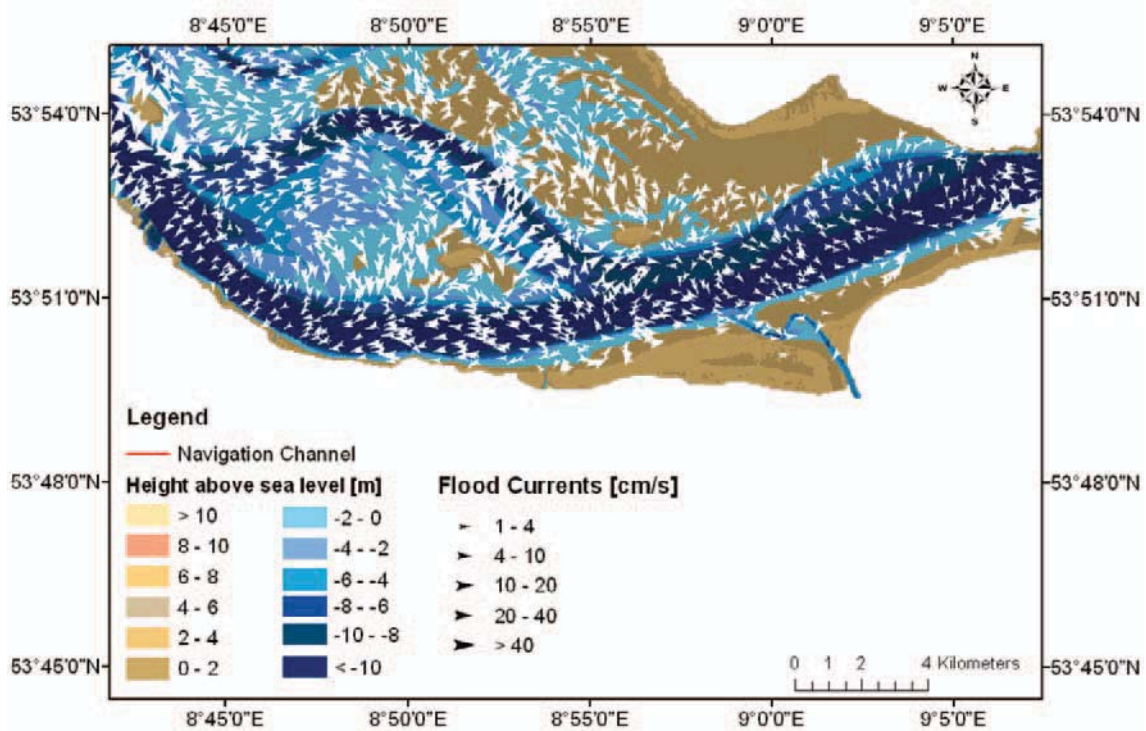 8°45'0"E 8°50'0"E 8°55'0"E 9°0'0"E 9°5'0"E
N
W E
S
53°54'0"N 53°54'0"N
53°51'0"N 53°51'0"N
Legend
Navigation Channel
53°48'0"N 53°48'0"N
Height above sea level [m]
> 10
8 - 10
6 - 8
4 - 6
2 - 4
0 - 2
-2 - 0
-4 - -2
-6 - -4
-8 - -6
-10 - -8
< -10
Flood Currents [cm/s]
1 - 4
4 - 10
10 - 20
20 - 40
> 40
53°45'0"N 53°45'0"N
0 1 2 4 Kilometers
8°45'0"E 8°50'0"E 8°55'0"E 9°0'0"E 9°5'0"E